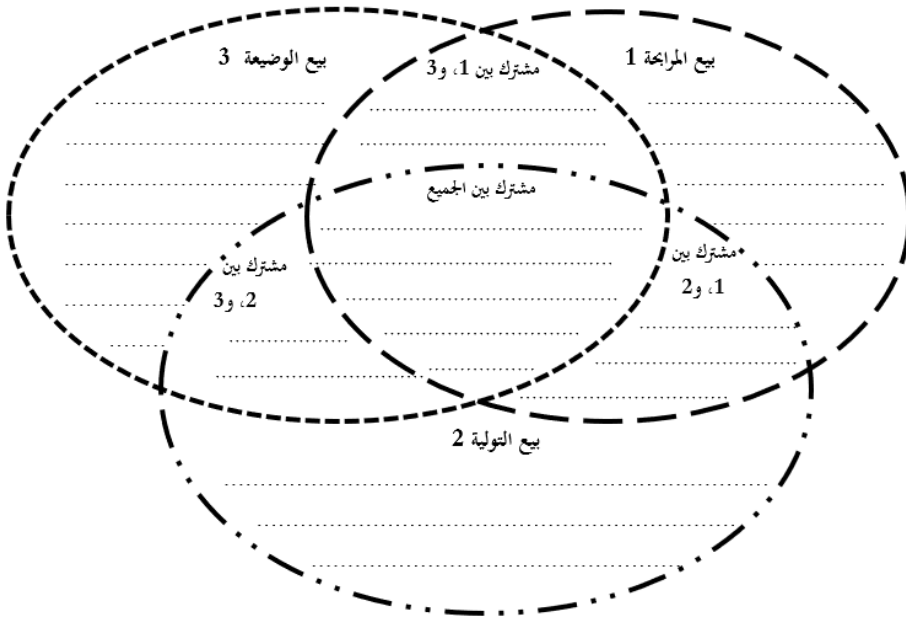 بيع المرابحة 1
مشترك بين 1، و3
بيع الوضيعة 3
مشترك بين الجميع
مشترك بين
1، و2
مشترك بين
2، و3
بيع التولية 2